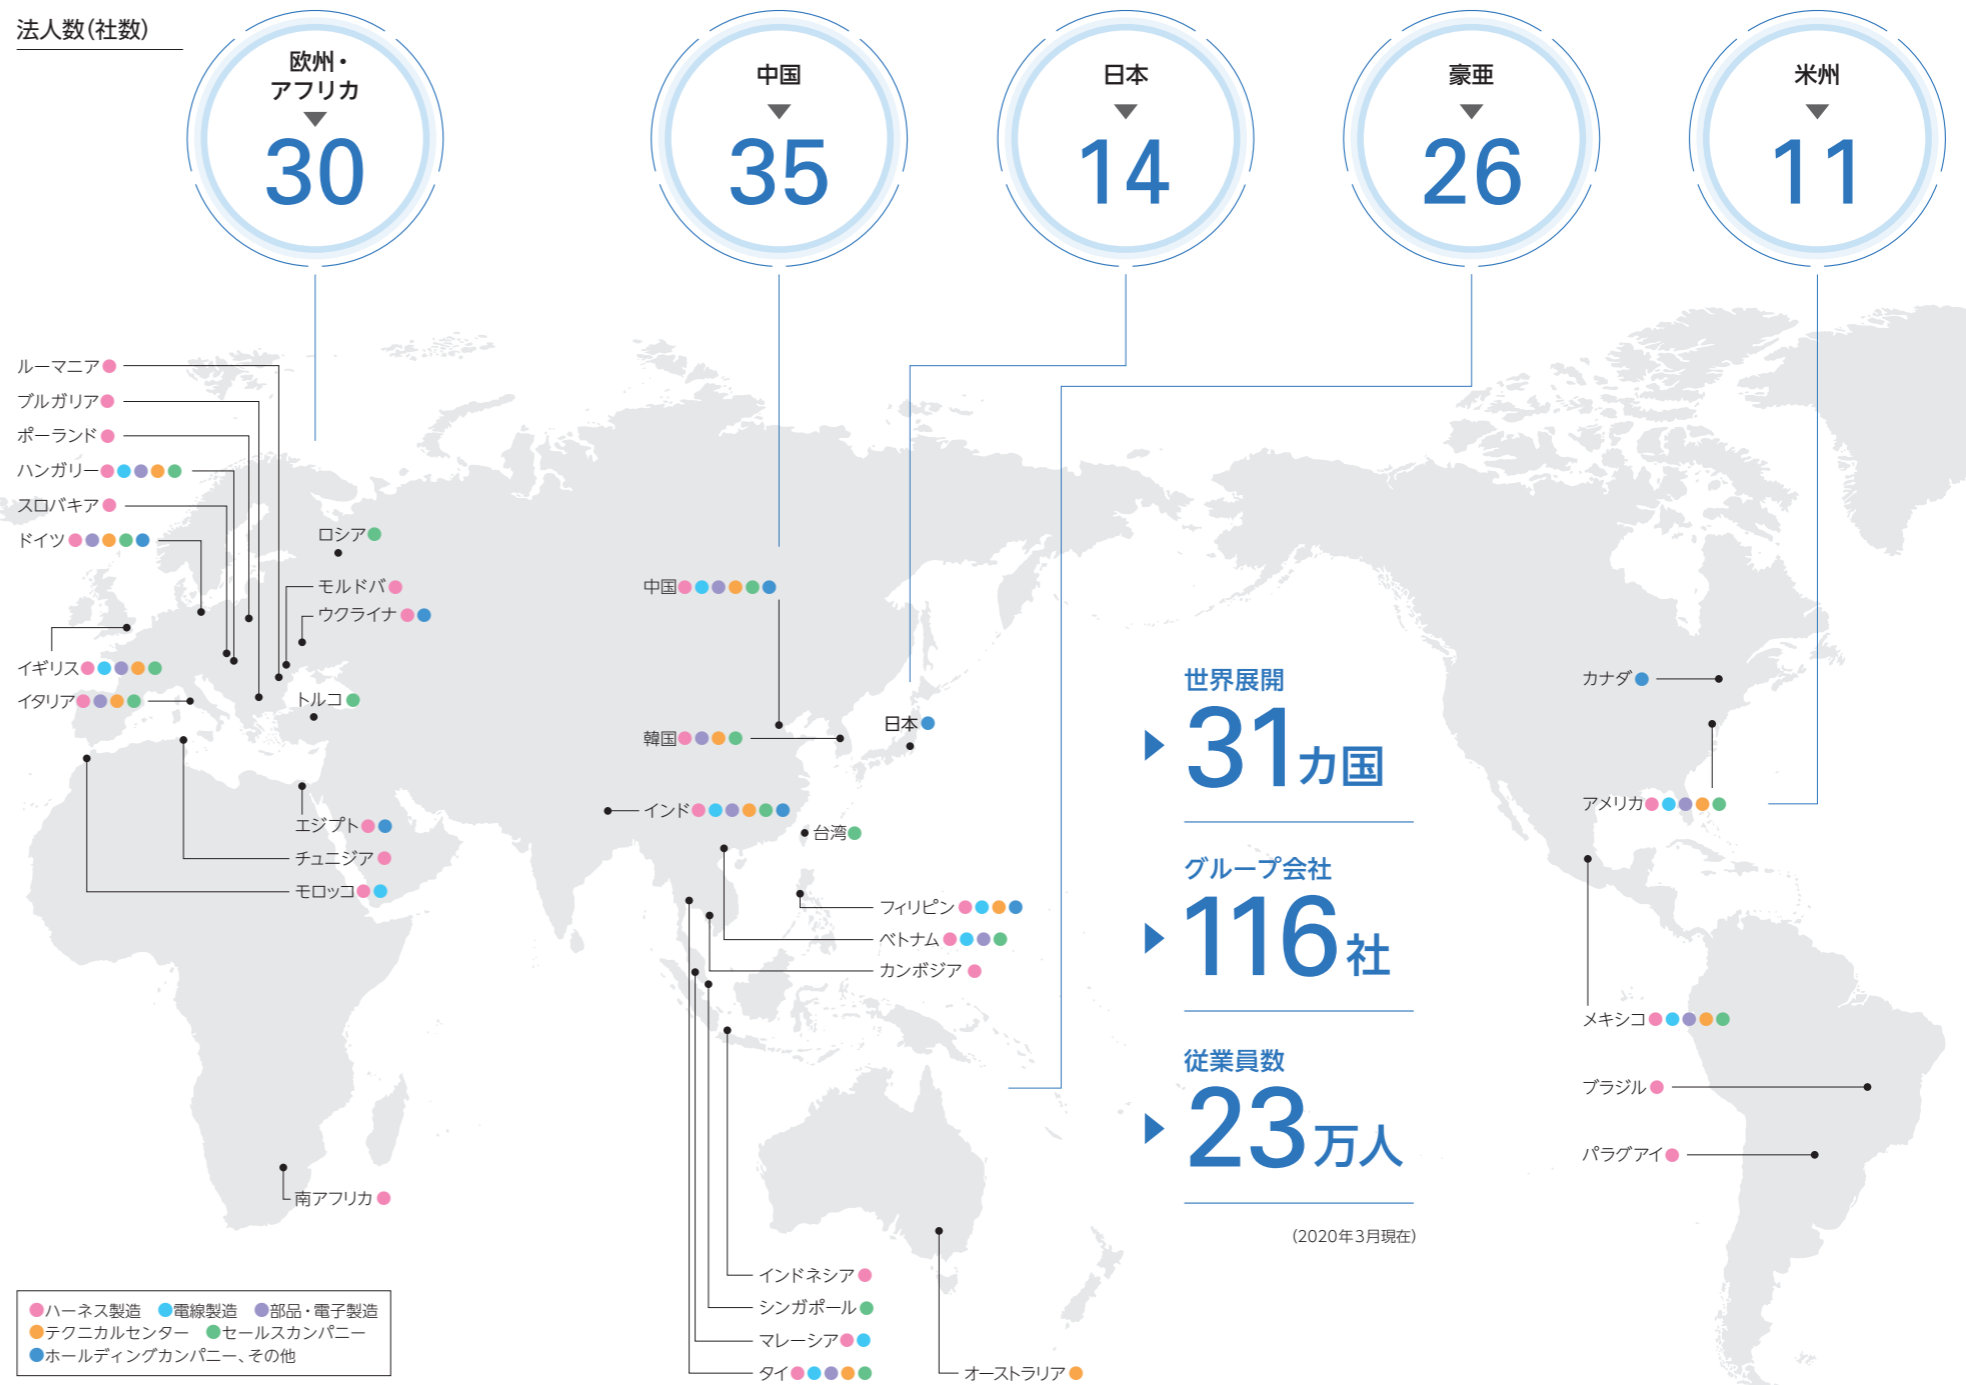 法人数(社数)
欧州・
アフリカ
30
中国
35
日本
14
豪亜
26
米州
11
ルーマニア
ブルガリア
ポーランド
ハンガリー
スロバキア
ドイツ
イギリス
イタリア
ロシア
モルドバ
ウクライナ
トルコ
エジプト
チュニジア
モロッコ
南アフリカ
中国
韓国
インド
日本
台湾
フィリピン
ベトナム
カンボジア
インドネシア
シンガポール
マレーシア
タイ
オーストラリア
世界展開
31カ国
グループ会社
116社
従業員数
23万人
(2020年3月現在)
カナダ
アメリカ
メキシコ
ブラジル
パラグアイ
ハーネス製造 電線製造 部品・電子製造
テクニカルセンター セールスカンパニー
ホールディングカンパニー、その他